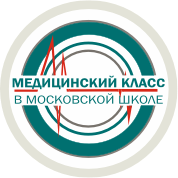 МЕДИЦИНСКИЙ КЛАСС
В МОСКОВСКОЙ ШКОЛЕ